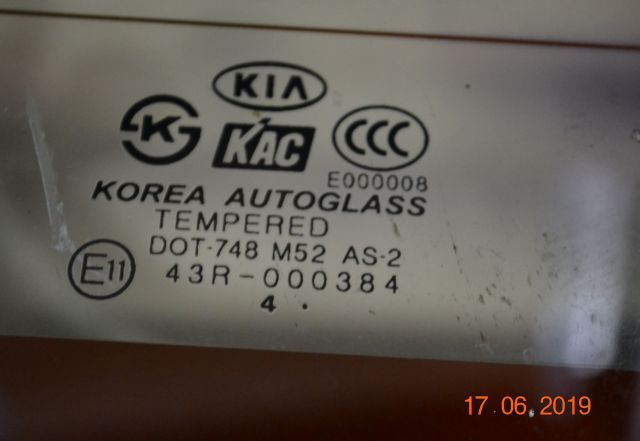 KIA
K
KAC
CCC
E000008
KOREA AUTOGLASS
TEMPERED
DOT-748 M52 AS-2
E11
43R-000384
4 .
17.06.2019